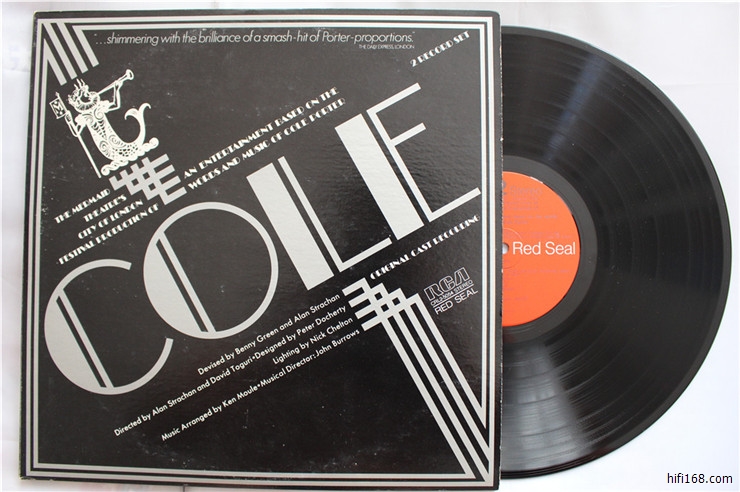 "...shimmering with the brilliance of a smash-hit of Porter-proportions."
THE DAILY EXPRESS, LONDON
2 RECORD SET
THE MERMAID
THEATRE'S
CITY OF LONDON
FESTIVAL PRODUCTION OF
AN ENTERTAINMENT BASED ON THE
WORDS AND MUSIC OF COLE PORTER
COLE
ORIGINAL CAST RECORDING
RCA
CRL2-5054 STEREO
RED SEAL
Devised by Benny Green and Alan Strachan
Directed by Alan Strachan and David Toguri•Designed by Peter Docherty
Lighting by Nick Chelton
Music Arranged by Ken Moule•Musical Director: John Burrows
Red Seal
hifi168.com